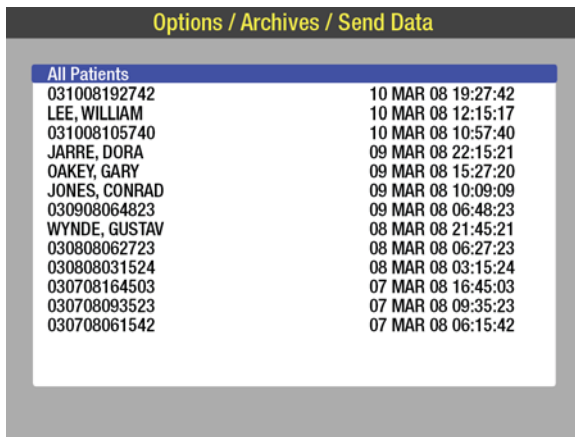 Options / Archives / Send Data
All Patients
031008192742 10 MAR 08 19:27:42
LEE, WILLIAM 10 MAR 08 12:15:17
031008105740 10 MAR 08 10:57:40
JARRE, DORA 09 MAR 08 22:15:21
OAKEY, GARY 09 MAR 08 15:27:20
JONES, CONRAD 09 MAR 08 10:09:09
030908064823 09 MAR 08 06:48:23
WYNDE, GUSTAV 08 MAR 08 21:45:21
030808062723 08 MAR 08 06:27:23
030808031524 08 MAR 08 03:15:24
030708164503 07 MAR 08 16:45:03
030708093523 07 MAR 08 09:35:23
030708061542 07 MAR 08 06:15:42